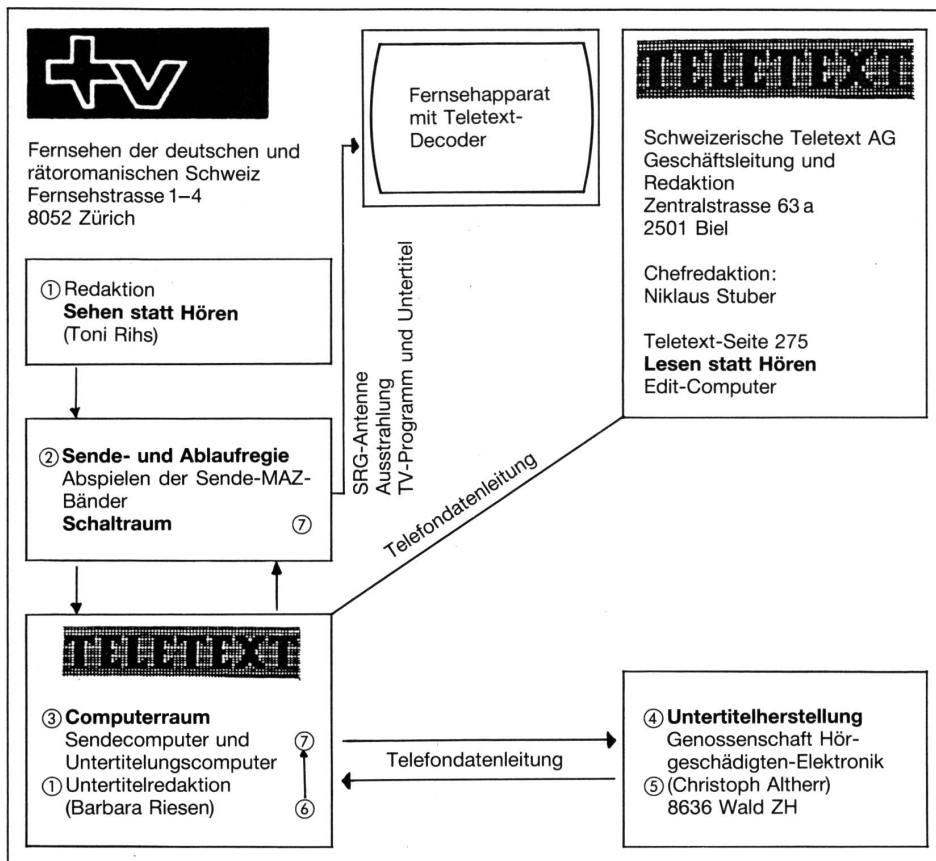 tv
Fernsehen der deutschen und
rätoromanischen Schweiz
Fernsehstrasse 1–4
8052 Zürich
Fernsehapparat
mit Teletext-
Decoder
TELETEXT
Schweizerische Teletext AG
Geschäftsleitung und
Redaktion
Zentralstrasse 63 a
2501 Biel
Chefredaktion:
Niklaus Stuber
Teletext-Seite 275
Lesen statt Hören
Edit-Computer
① Redaktion
Sehen statt Hören
(Toni Rihs)
② Sende- und Ablaufregie
Abspielen der Sende-MAZ-
Bänder
Schaltraum ⑦
SRG-Antenne
Ausstrahlung
TV-Programm und Untertitel
Telefondatenleitung
TELETEXT
③ Computerraum
Sendecomputer und ⑦
Untertitelungscomputer
① Untertitelredaktion
(Barbara Riesen) ⑥
Telefondatenleitung
④ Untertitelherstellung
Genossenschaft Hör-
geschädigten-Elektronik
⑤ (Christoph Altherr)
8636 Wald ZH